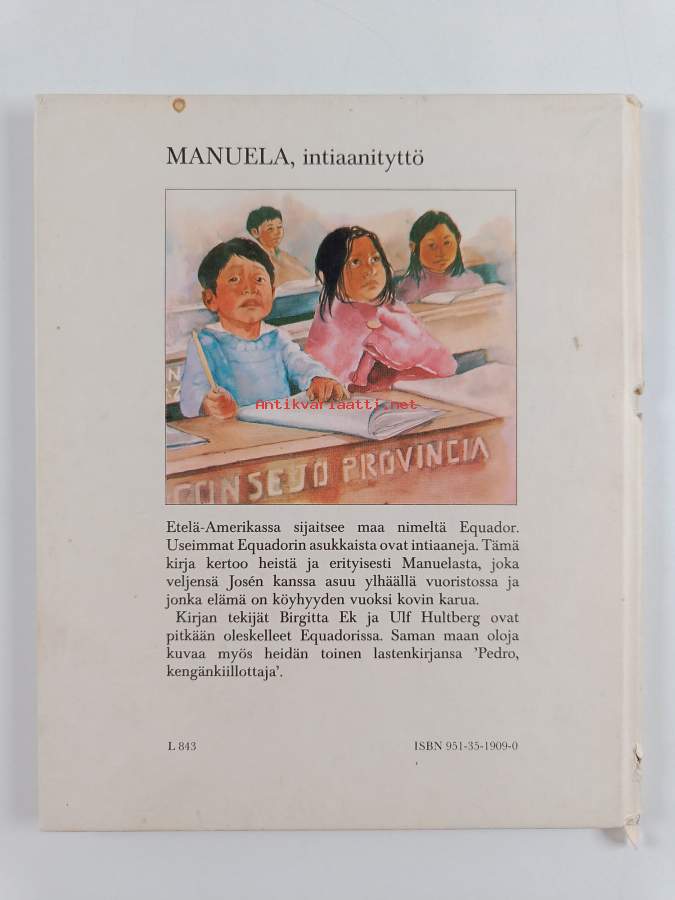 MANUELA, intiaanityttö
Antikvariaatti.net
CONSEJO PROVINCIA
Etelä-Amerikassa sijaitsee maa nimeltä Equador.
Useimmat Equadorin asukkaista ovat intiaaneja. Tämä
kirja kertoo heistä ja erityisesti Manuelasta, joka
veljensä Josén kanssa asuu ylhäällä vuoristossa ja
jonka elämä on köyhyyden vuoksi kovin karua.
Kirjan tekijät Birgitta Ek ja Ulf Hultberg ovat
pitkään oleskelleet Equadorissa. Saman maan oloja
kuvaa myös heidän toinen lastenkirjansa 'Pedro,
kengänkiillottaja'.
L 843 ISBN 951-35-1909-0